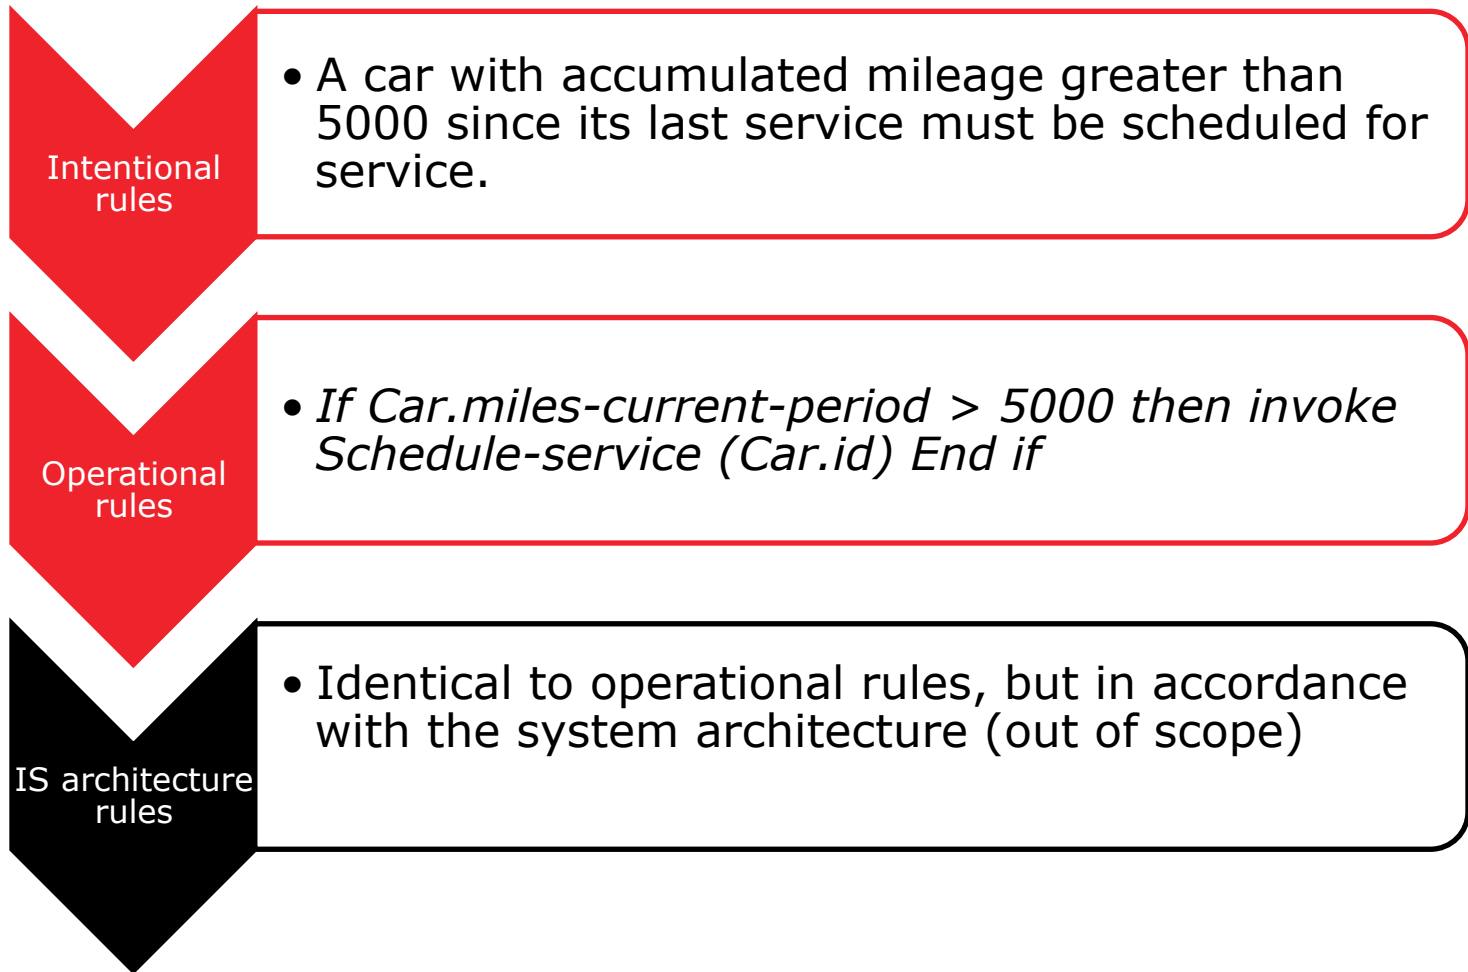 Intentional
rules
• A car with accumulated mileage greater than
5000 since its last service must be scheduled for
service.
Operational
rules
• If Car.miles-current-period > 5000 then invoke
Schedule-service (Car.id) End if
IS architecture
rules
• Identical to operational rules, but in accordance
with the system architecture (out of scope)